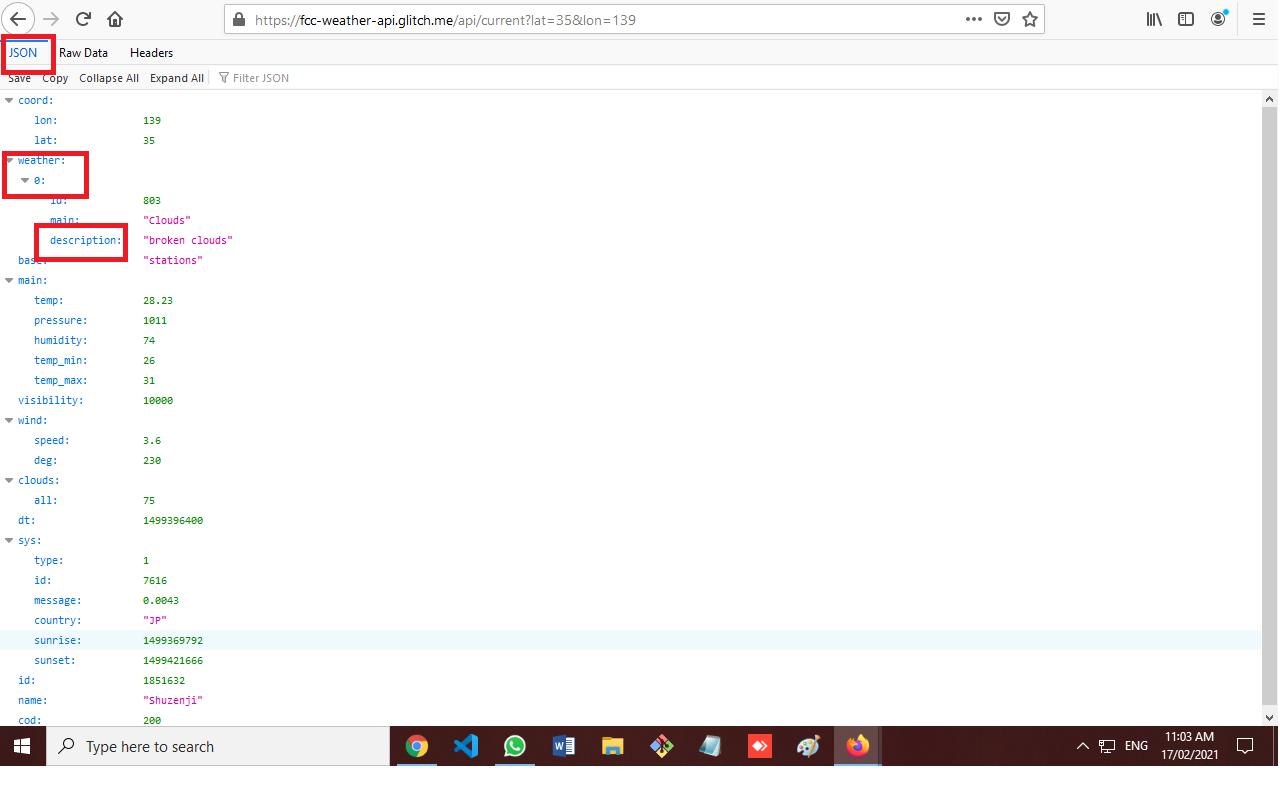 https://fcc-weather-api.glitch.me/api/current?lat=35&lon=139
JSON Raw Data Headers
Save Copy Collapse All Expand All Filter JSON
coord:
lon: 139
lat: 35
weather:
0:
id: 803
main: "Clouds"
description: "broken clouds"
base: "stations"
main:
temp: 28.23
pressure: 1011
humidity: 74
temp_min: 26
temp_max: 31
visibility: 10000
wind:
speed: 3.6
deg: 230
clouds:
all: 75
dt: 1499396400
sys:
type: 1
id: 7616
message: 0.0043
country: "JP"
sunrise: 1499369792
sunset: 1499421666
id: 1851632
name: "Shuzenji"
cod: 200
Type here to search ENG 11:03 AM
17/02/2021